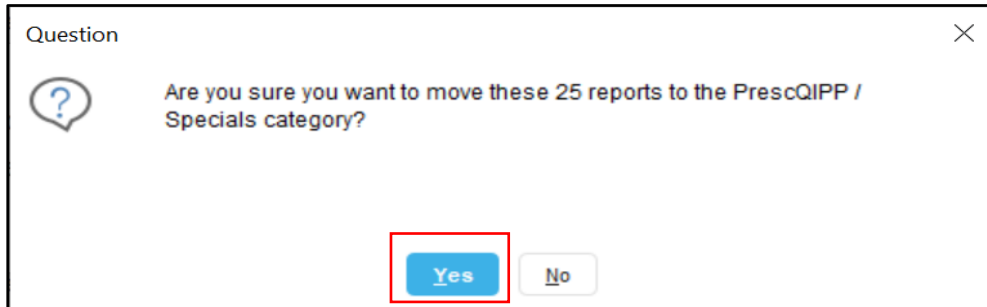 Question
Are you sure you want to move these 25 reports to the PrescQIPP /
Specials category?
Yes
No